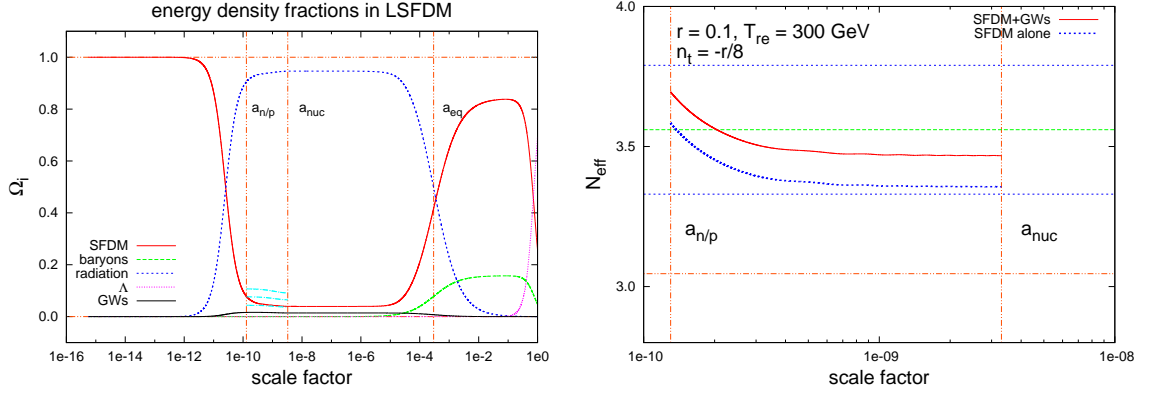 energy density fractions in LSFDM
Ω_i
1.0
0.8
0.6
0.4
0.2
0.0
a_n/p
a_nuc
a_eq
SFDM
baryons
radiation
Λ
GWs
1e-16
1e-14
1e-12
1e-10
1e-8
1e-6
1e-4
1e-2
1e0
scale factor
N_eff
4.0
3.5
3.0
r = 0.1, T_re = 300 GeV
n_t = -r/8
SFDM+GWs
SFDM alone
a_n/p
a_nuc
1e-10
1e-09
1e-08
scale factor